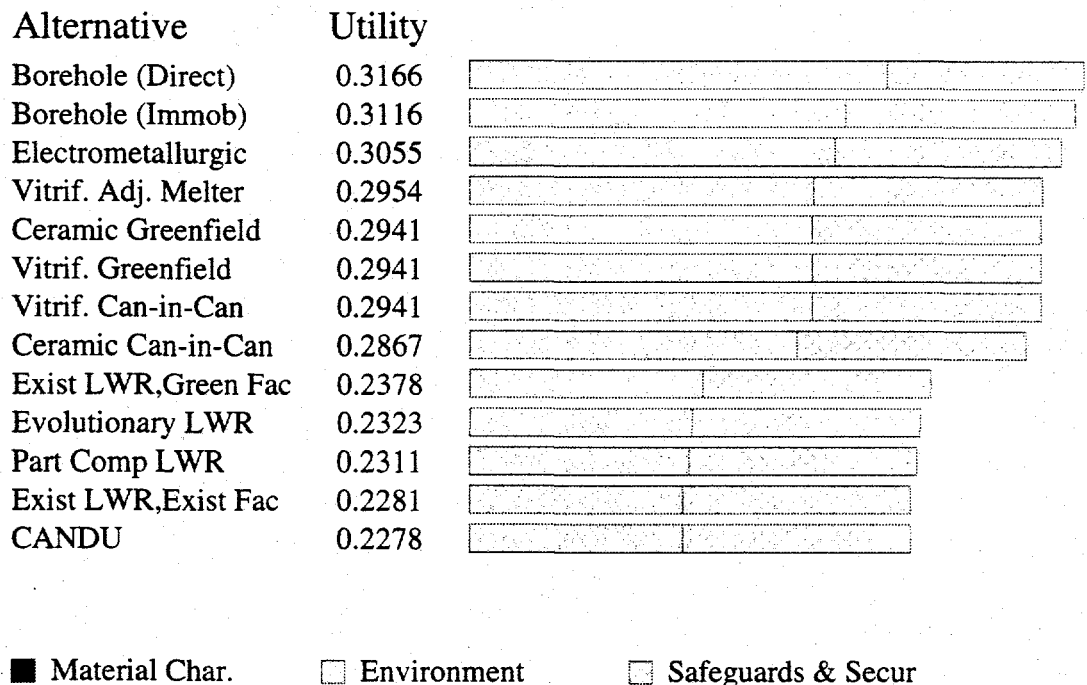 Alternative Utility
Borehole (Direct) 0.3166
Borehole (Immob) 0.3116
Electrometallurgic 0.3055
Vitrif. Adj. Melter 0.2954
Ceramic Greenfield 0.2941
Vitrif. Greenfield 0.2941
Vitrif. Can-in-Can 0.2941
Ceramic Can-in-Can 0.2867
Exist LWR,Green Fac 0.2378
Evolutionary LWR 0.2323
Part Comp LWR 0.2311
Exist LWR,Exist Fac 0.2281
CANDU 0.2278
Material Char. Environment Safeguards & Secur